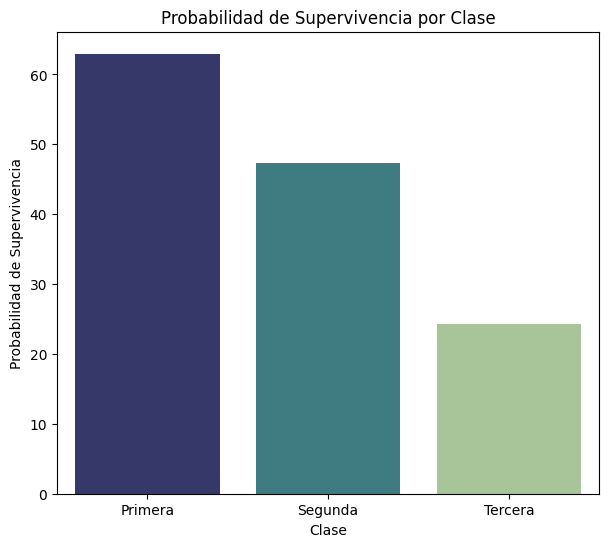 Probabilidad de Supervivencia por Clase
Probabilidad de Supervivencia
60
50
40
30
20
10
0
Primera
Segunda
Tercera
Clase